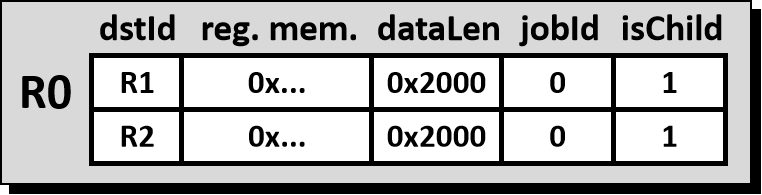 dstId reg. mem. dataLen jobId isChild
R0
R1 0x... 0x2000 0 1
R2 0x... 0x2000 0 1